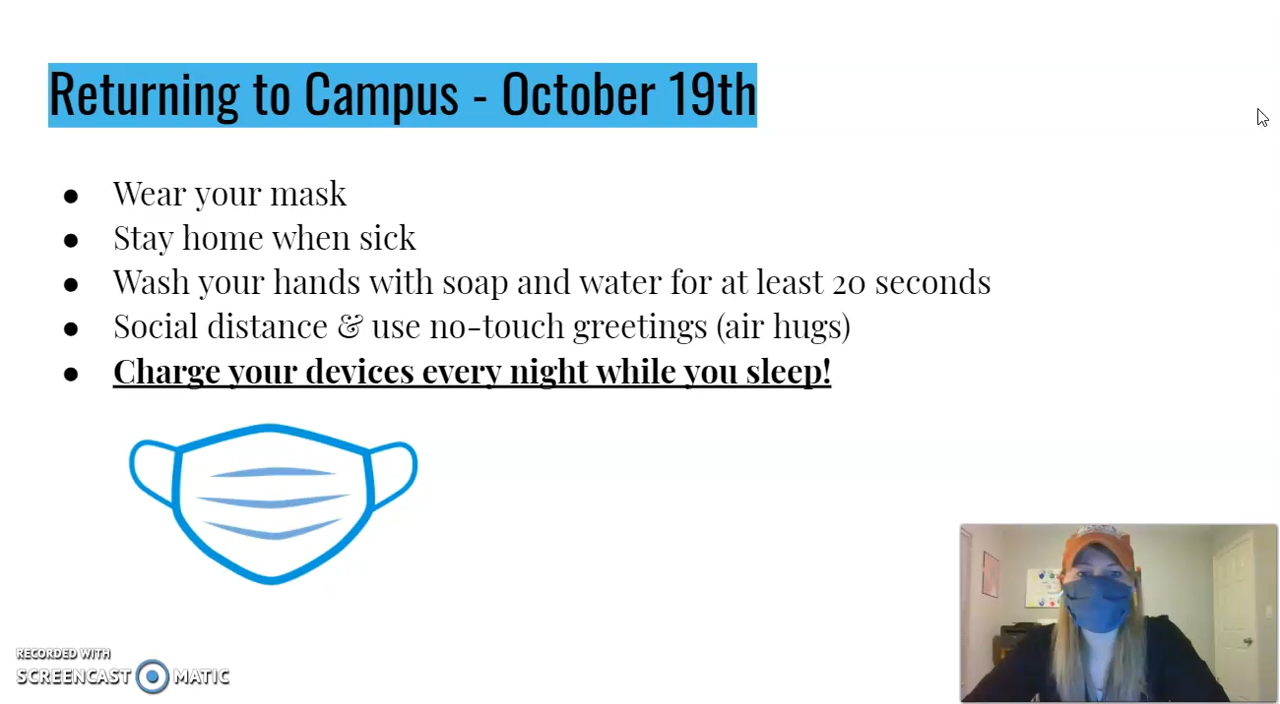 Returning to Campus - October 19th
● Wear your mask
● Stay home when sick
● Wash your hands with soap and water for at least 20 seconds
● Social distance & use no-touch greetings (air hugs)
● Charge your devices every night while you sleep!
RECORDED WITH
SCREENCAST MATIC